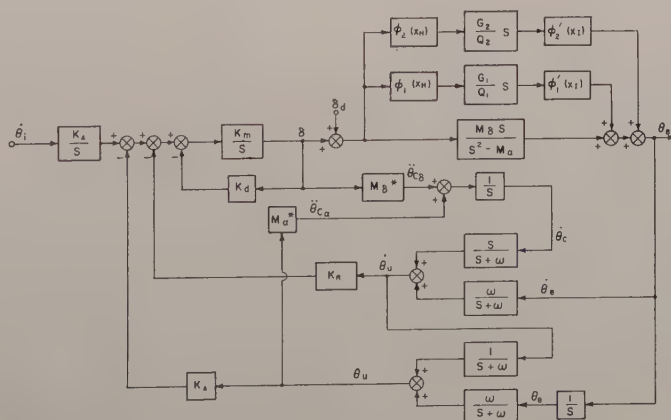 ϕ₂ (x_H)
G₂ / Q₂ S
ϕ₂′ (x_I)
ϕ₁ (x_H)
G₁ / Q₁ S
ϕ₁′ (x_I)
δ_d
θ̇_i
K_A / S
+
-
+
-
+
-
K_m / S
δ
+
+
M_δ S / S² - M_α
+
+
+
+
K_d
M_δ*
θ̈_Cδ
+
+
1 / S
M_α*
θ̈_Cα
θ̇_C
S / S + ω
K_R
θ̇_u
+
+
ω / S + ω
θ̇_e
1 / S + ω
K_A
θ_u
+
+
ω / S + ω
θ_e
1 / S